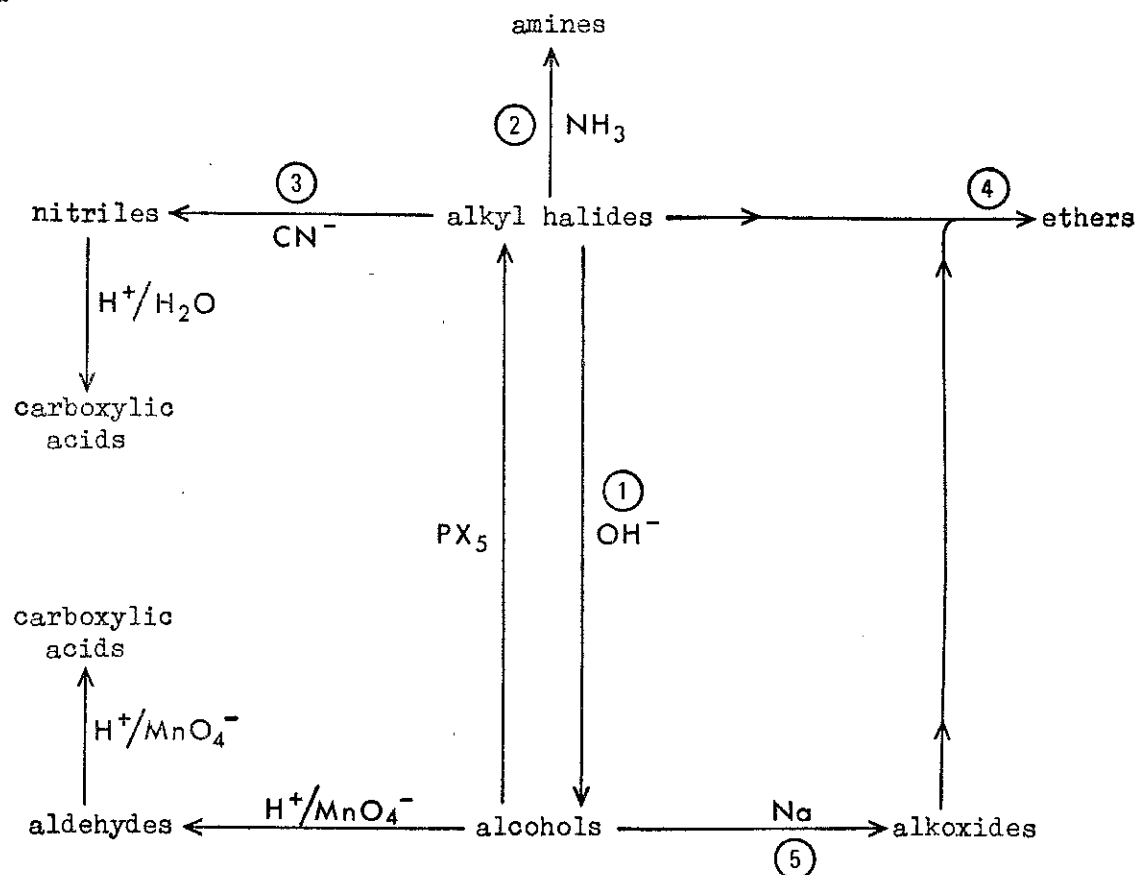 amines
② NH₃
③ ④
nitriles alkyl halides ethers
CN⁻
H⁺/H₂O
carboxylic
acids
①
PX₅ OH⁻
carboxylic
acids
H⁺/MnO₄⁻
H⁺/MnO₄⁻ Na
aldehydes alcohols alkoxides
⑤